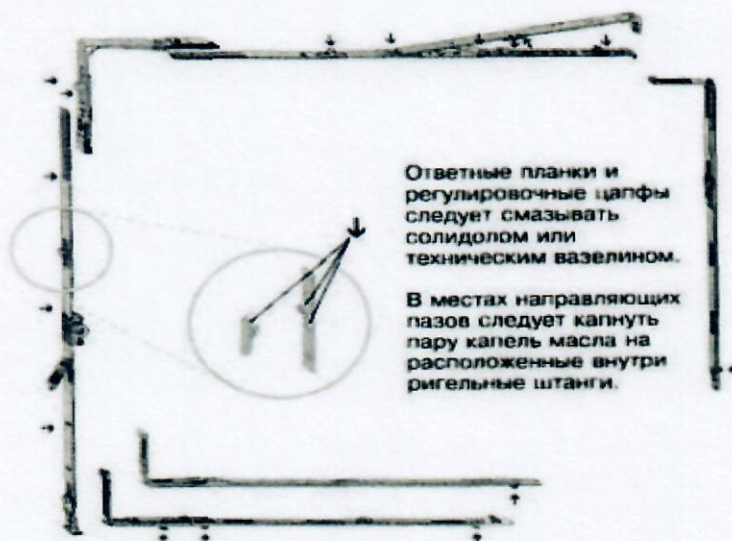 Ответные планки и
регулировочные цапфы
следует смазывать
солидолом или
техническим вазелином.
В местах направляющих
пазов следует капнуть
пару капель масла на
расположенные внутри
ригельные штанги.